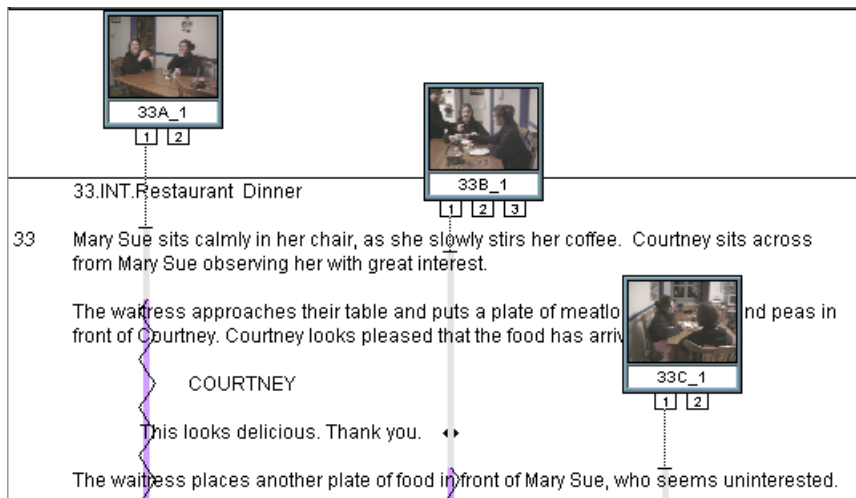 33A_1
1 2
33B_1
1 2 3
33.INT.Restaurant Dinner
33 Mary Sue sits calmly in her chair, as she slowly stirs her coffee. Courtney sits across
from Mary Sue observing her with great interest.
The waitress approaches their table and puts a plate of meatlo nd peas in
front of Courtney. Courtney looks pleased that the food has arriv
33C_1
1 2
COURTNEY
This looks delicious. Thank you.
The waitress places another plate of food in front of Mary Sue, who seems uninterested.